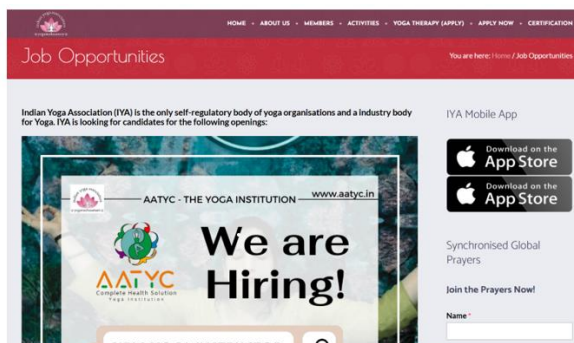 HOME • ABOUT US • MEMBERS • ACTIVITIES • YOGA THERAPY (APPLY) • APPLY NOW • CERTIFICATION
Job Opportunities
You are here: Home / Job Opportunities
Indian Yoga Association (IYA) is the only self-regulatory body of yoga organisations and a industry body
for Yoga. IYA is looking for candidates for the following openings:
AATYC - THE YOGA INSTITUTION
www.aatyc.in
AATYC
Complete Health Solution
Yoga Institution
We are
Hiring!
IYA Mobile App
Download on the
App Store
Download on the
App Store
Synchronised Global
Prayers
Join the Prayers Now!
Name *